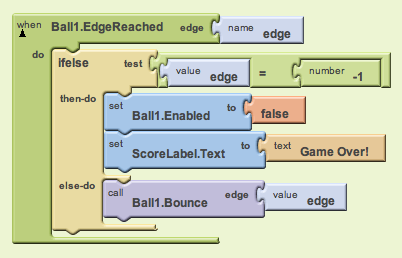 when Ball1.EdgeReached edge name edge
do ifelse test value edge = number -1
then-do set Ball1.Enabled to false
set ScoreLabel.Text to text Game Over!
else-do call Ball1.Bounce edge value edge